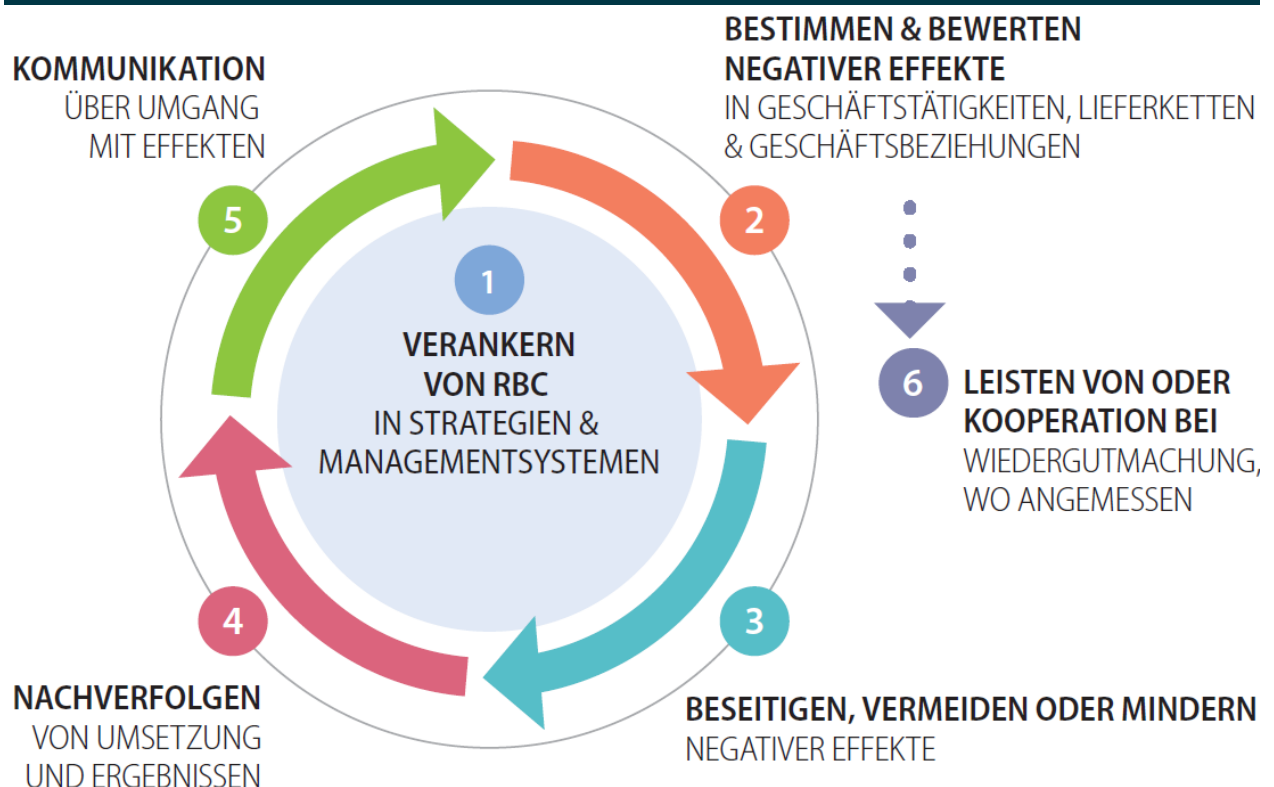 KOMMUNIKATION
ÜBER UMGANG
MIT EFFEKTEN
5
BESTIMMEN & BEWERTEN
NEGATIVER EFFEKTE
IN GESCHÄFTSTÄTIGKEITEN, LIEFERKETTEN
& GESCHÄFTSBEZIEHUNGEN
2
1
VERANKERN
VON RBC
IN STRATEGIEN &
MANAGEMENTSYSTEMEN
6
LEISTEN VON ODER
KOOPERATION BEI
WIEDERGUTMACHUNG,
WO ANGEMESSEN
4
NACHVERFOLGEN
VON UMSETZUNG
UND ERGEBNISSEN
3
BESEITIGEN, VERMEIDEN ODER MINDERN
NEGATIVER EFFEKTE